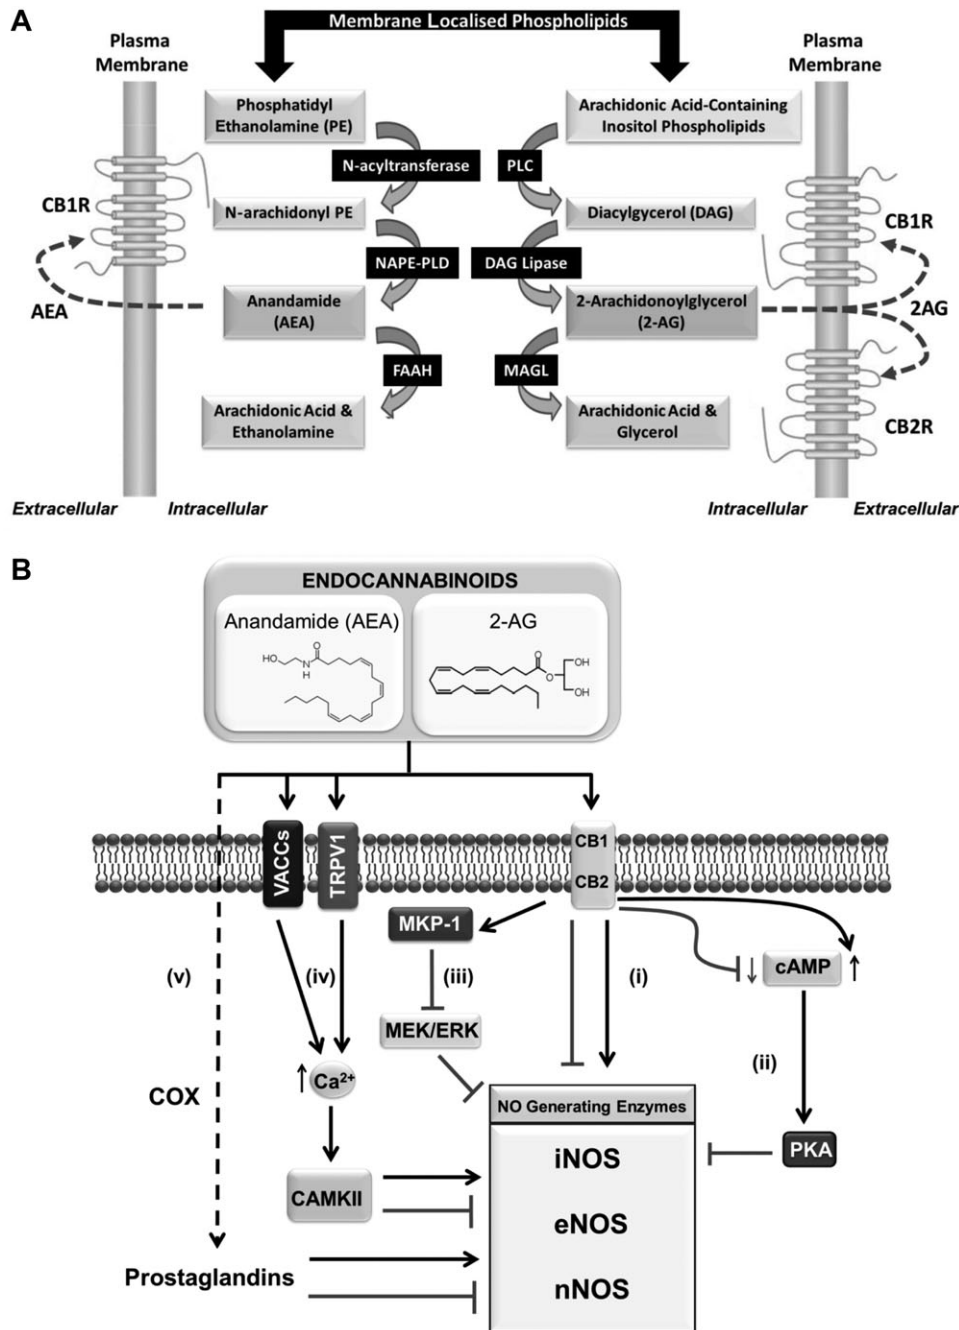 A
Membrane Localised Phospholipids
Plasma
Membrane
Plasma
Membrane
Phosphatidyl
Ethanolamine (PE)
Arachidonic Acid-Containing
Inositol Phospholipids
N-acyltransferase
PLC
CB1R
N-arachidonyl PE
Diacylgycerol (DAG)
CB1R
NAPE-PLD
DAG Lipase
AEA
Anandamide
(AEA)
2-Arachidonoylglycerol
(2-AG)
2AG
FAAH
MAGL
Arachidonic Acid &
Ethanolamine
Arachidonic Acid &
Glycerol
CB2R
Extracellular
Intracellular
Intracellular
Extracellular
B
ENDOCANNABINOIDS
Anandamide (AEA)
2-AG
HO
N
H
O
O
O
OH
OH
VACCs
TRPV1
CB1
CB2
MKP-1
(v)
(iv)
(iii)
(i)
cAMP
MEK/ERK
(ii)
Ca2+
COX
NO Generating Enzymes
iNOS
PKA
CAMKII
eNOS
Prostaglandins
nNOS